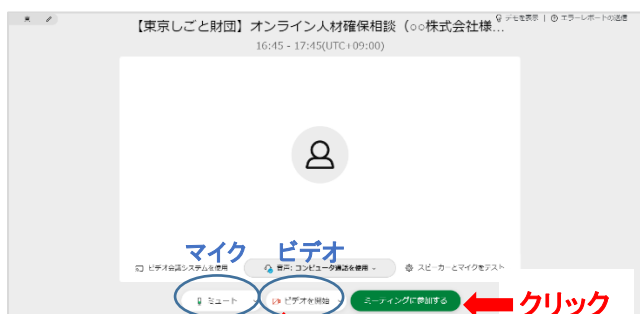 デモを表示 | エラーレポートの送信
【東京しごと財団】オンライン人材確保相談（○○株式会社様…
16:45 - 17:45(UTC+09:00)
マイク ビデオ
ビデオ会議システムを使用 音声: コンピュータ通話を使用 スピーカーとマイクをテスト
ミュート ビデオを開始 ミーティングに参加する クリック